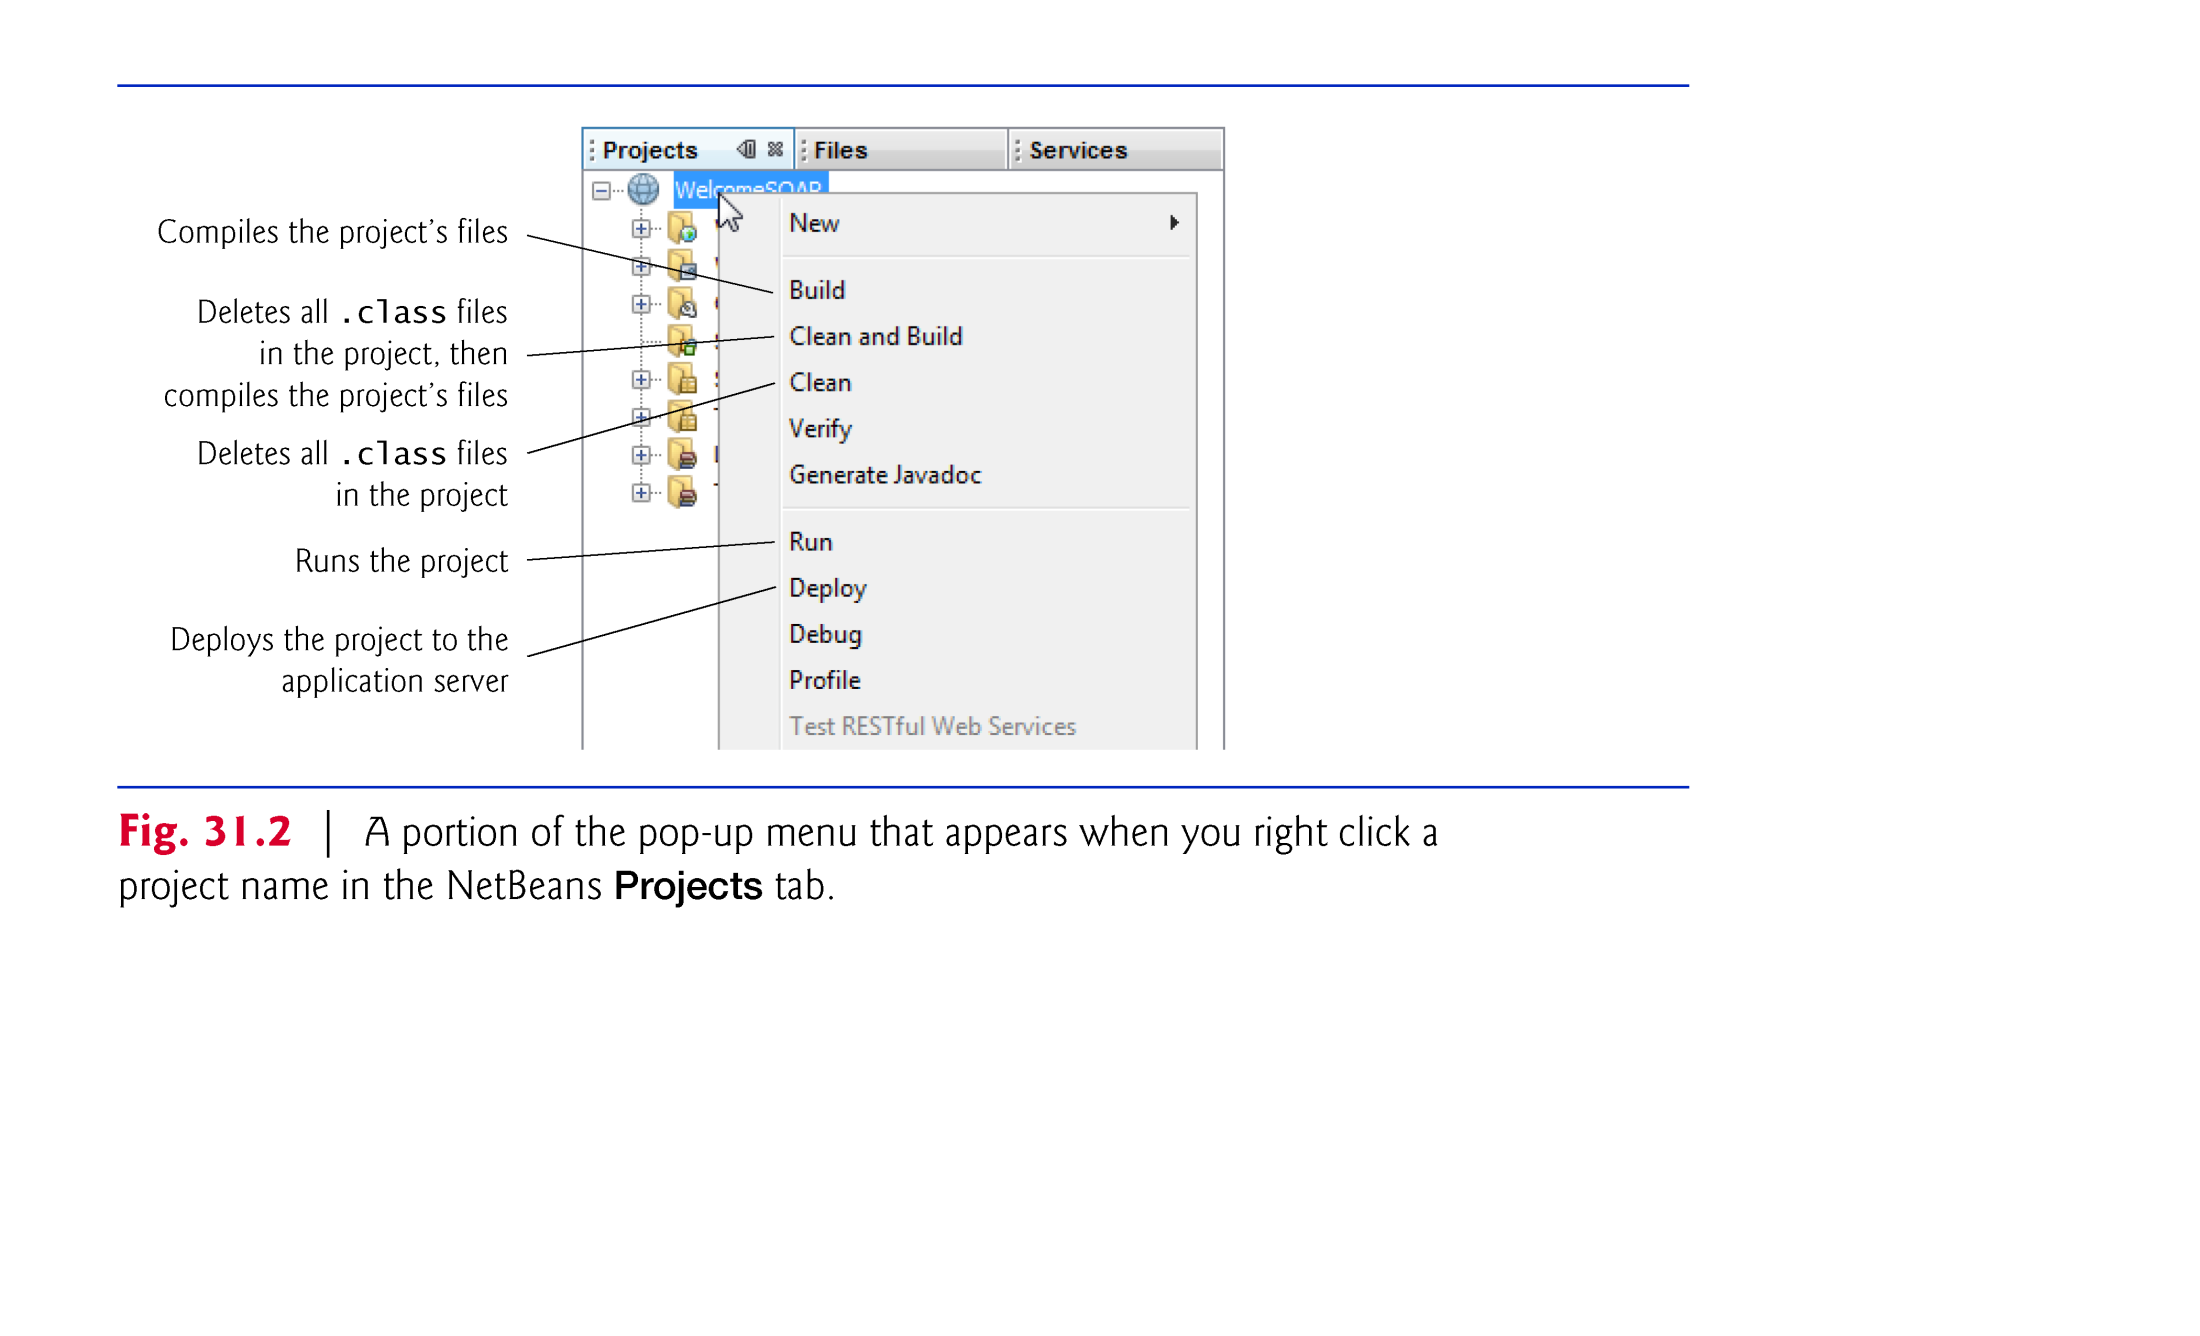 Projects Files Services
WelcomeSOAP
Compiles the project’s files
Deletes all .class files
in the project, then
compiles the project’s files
Deletes all .class files
in the project
Runs the project
Deploys the project to the
application server
New
Build
Clean and Build
Clean
Verify
Generate Javadoc
Run
Deploy
Debug
Profile
Test RESTful Web Services
Fig. 31.2 | A portion of the pop-up menu that appears when you right click a
project name in the NetBeans Projects tab.